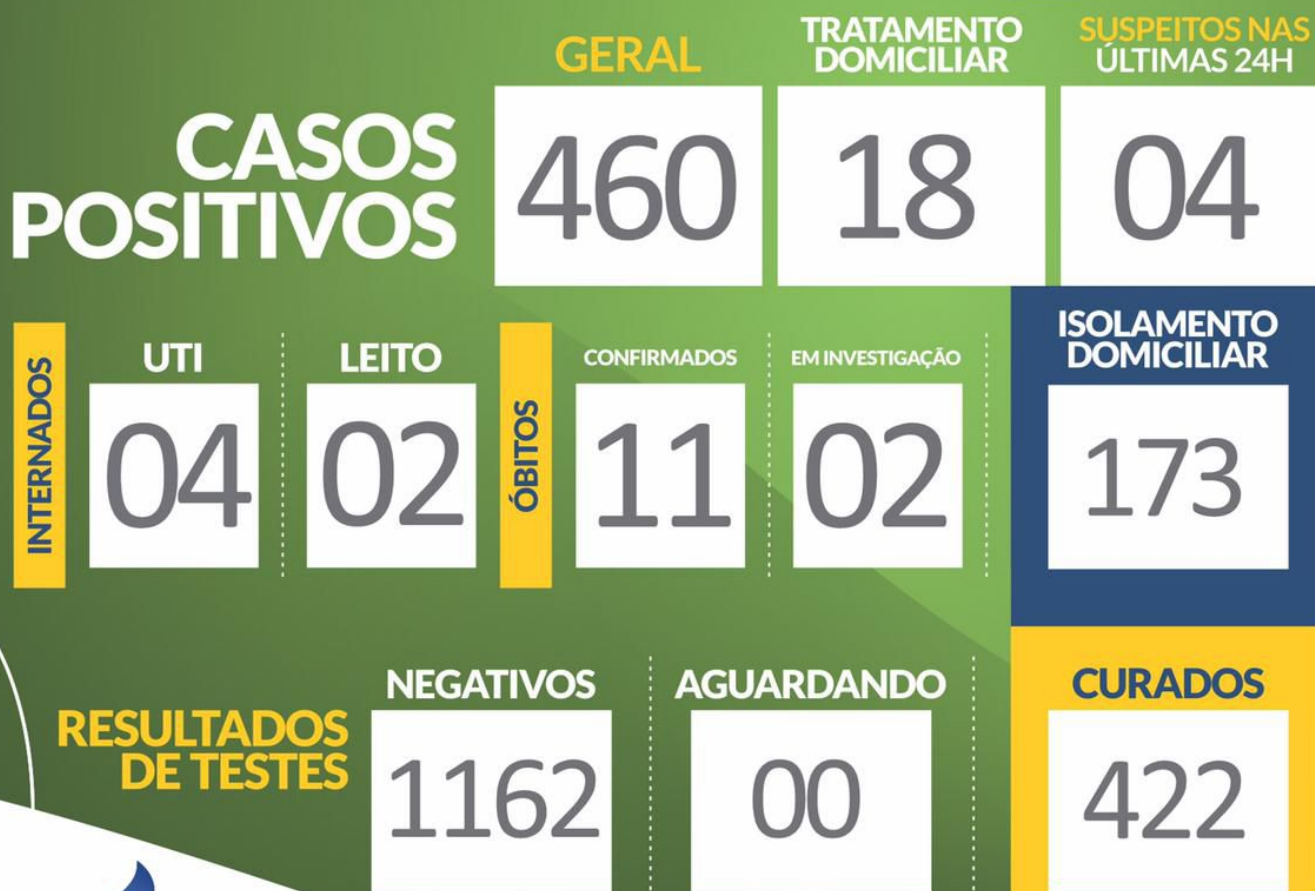 GERAL
TRATAMENTO
DOMICILIAR
SUSPEITOS NAS
ÚLTIMAS 24H
CASOS
POSITIVOS
460
18
04
INTERNADOS
UTI
04
LEITO
02
ÓBITOS
CONFIRMADOS
11
EM INVESTIGAÇÃO
02
ISOLAMENTO
DOMICILIAR
173
RESULTADOS
DE TESTES
NEGATIVOS
1162
AGUARDANDO
00
CURADOS
422